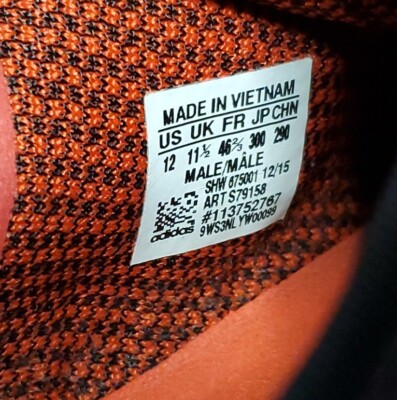 MADE IN VIETNAM
US UK FR JP CHN
12 11½ 46⅔ 300 290
MALE/MÂLE
SHW 675001 12/15
ART S79158
#113752767
9WS3NLYW00099
adidas